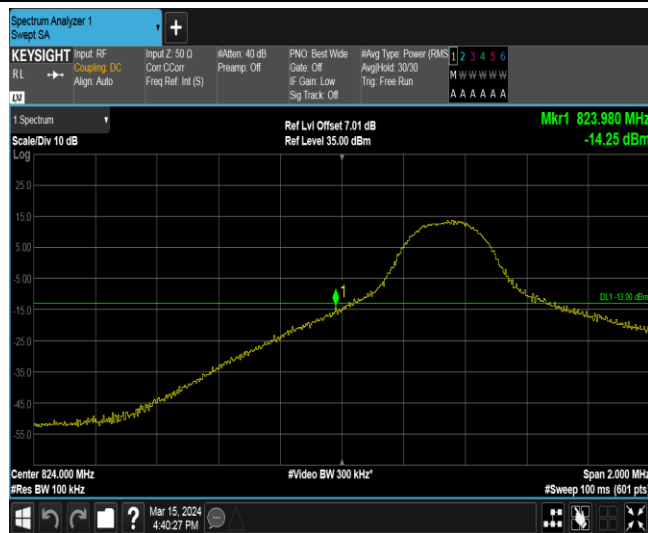 Spectrum Analyzer 1
Swept SA
+
KEYSIGHT Input: RF Input Z: 50 Ω #Atten: 40 dB PNO: Best Wide #Avg Type: Power (RMS 1 2 3 4 5 6
RL Coupling: DC Corr CCorr Preamp: Off Gate: Off Avg|Hold: 30/30 M W W W W W
Align: Auto Freq Ref: Int (S) IF Gain: Low Trig: Free Run
Sig Track: Off A A A A A A
1 Spectrum Ref Lvl Offset 7.01 dB Mkr1 823.980 MHz
Scale/Div 10 dB Ref Level 35.00 dBm -14.25 dBm
Log
25.0
15.0
5.00
-5.00
1
DL1 -13.00 dBm
-15.0
-25.0
-35.0
-45.0
-55.0
Center 824.000 MHz #Video BW 300 kHz* Span 2.000 MHz
#Res BW 100 kHz #Sweep 100 ms (601 pts)
? Mar 15, 2024
4:40:27 PM